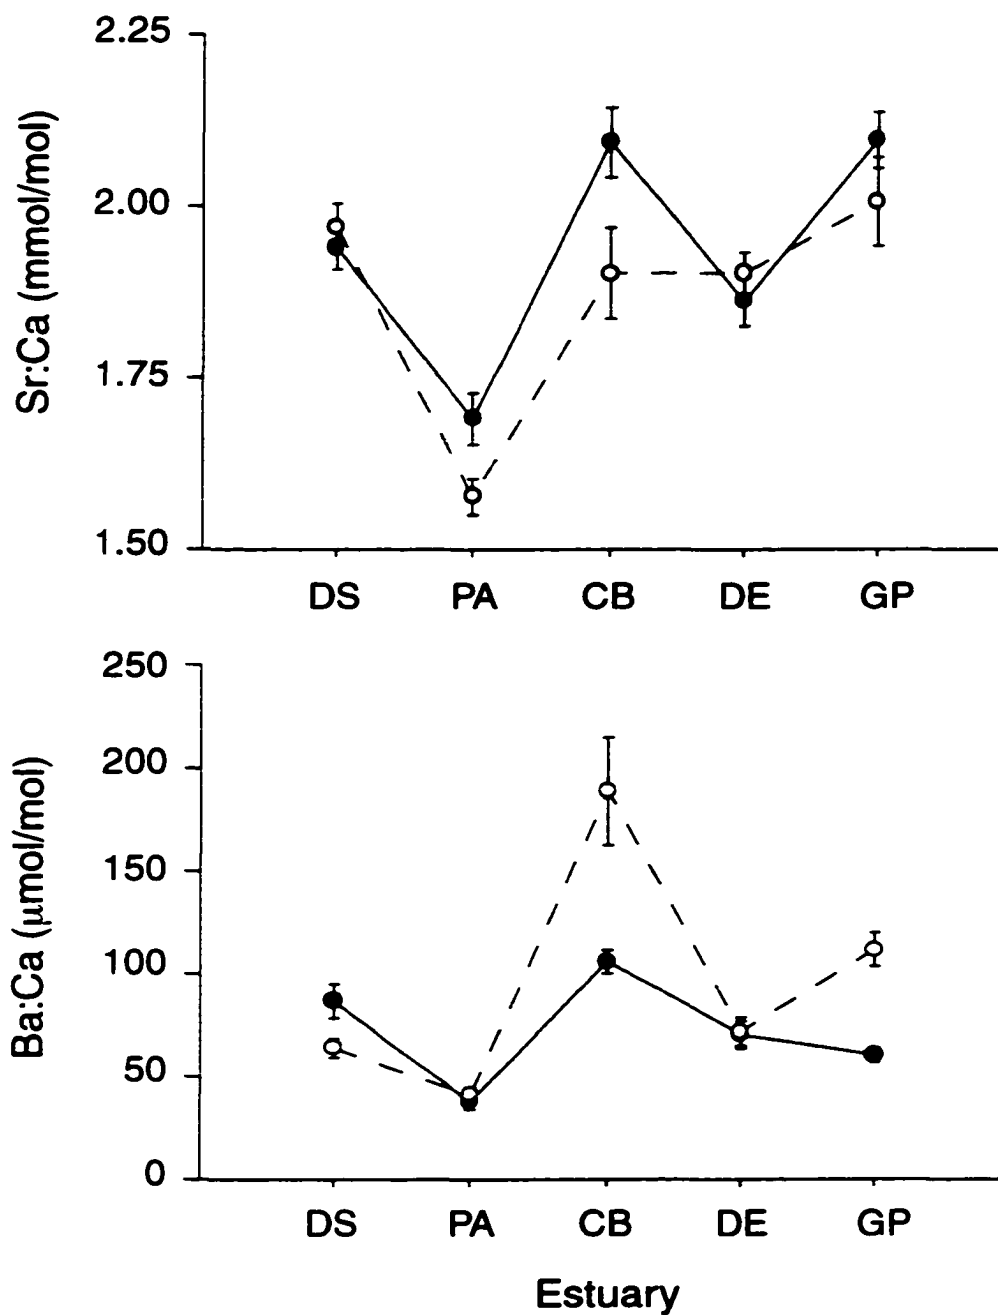 Sr:Ca (mmol/mol)
2.25
2.00
1.75
1.50
DS PA CB DE GP
Ba:Ca (μmol/mol)
250
200
150
100
50
0
DS PA CB DE GP
Estuary